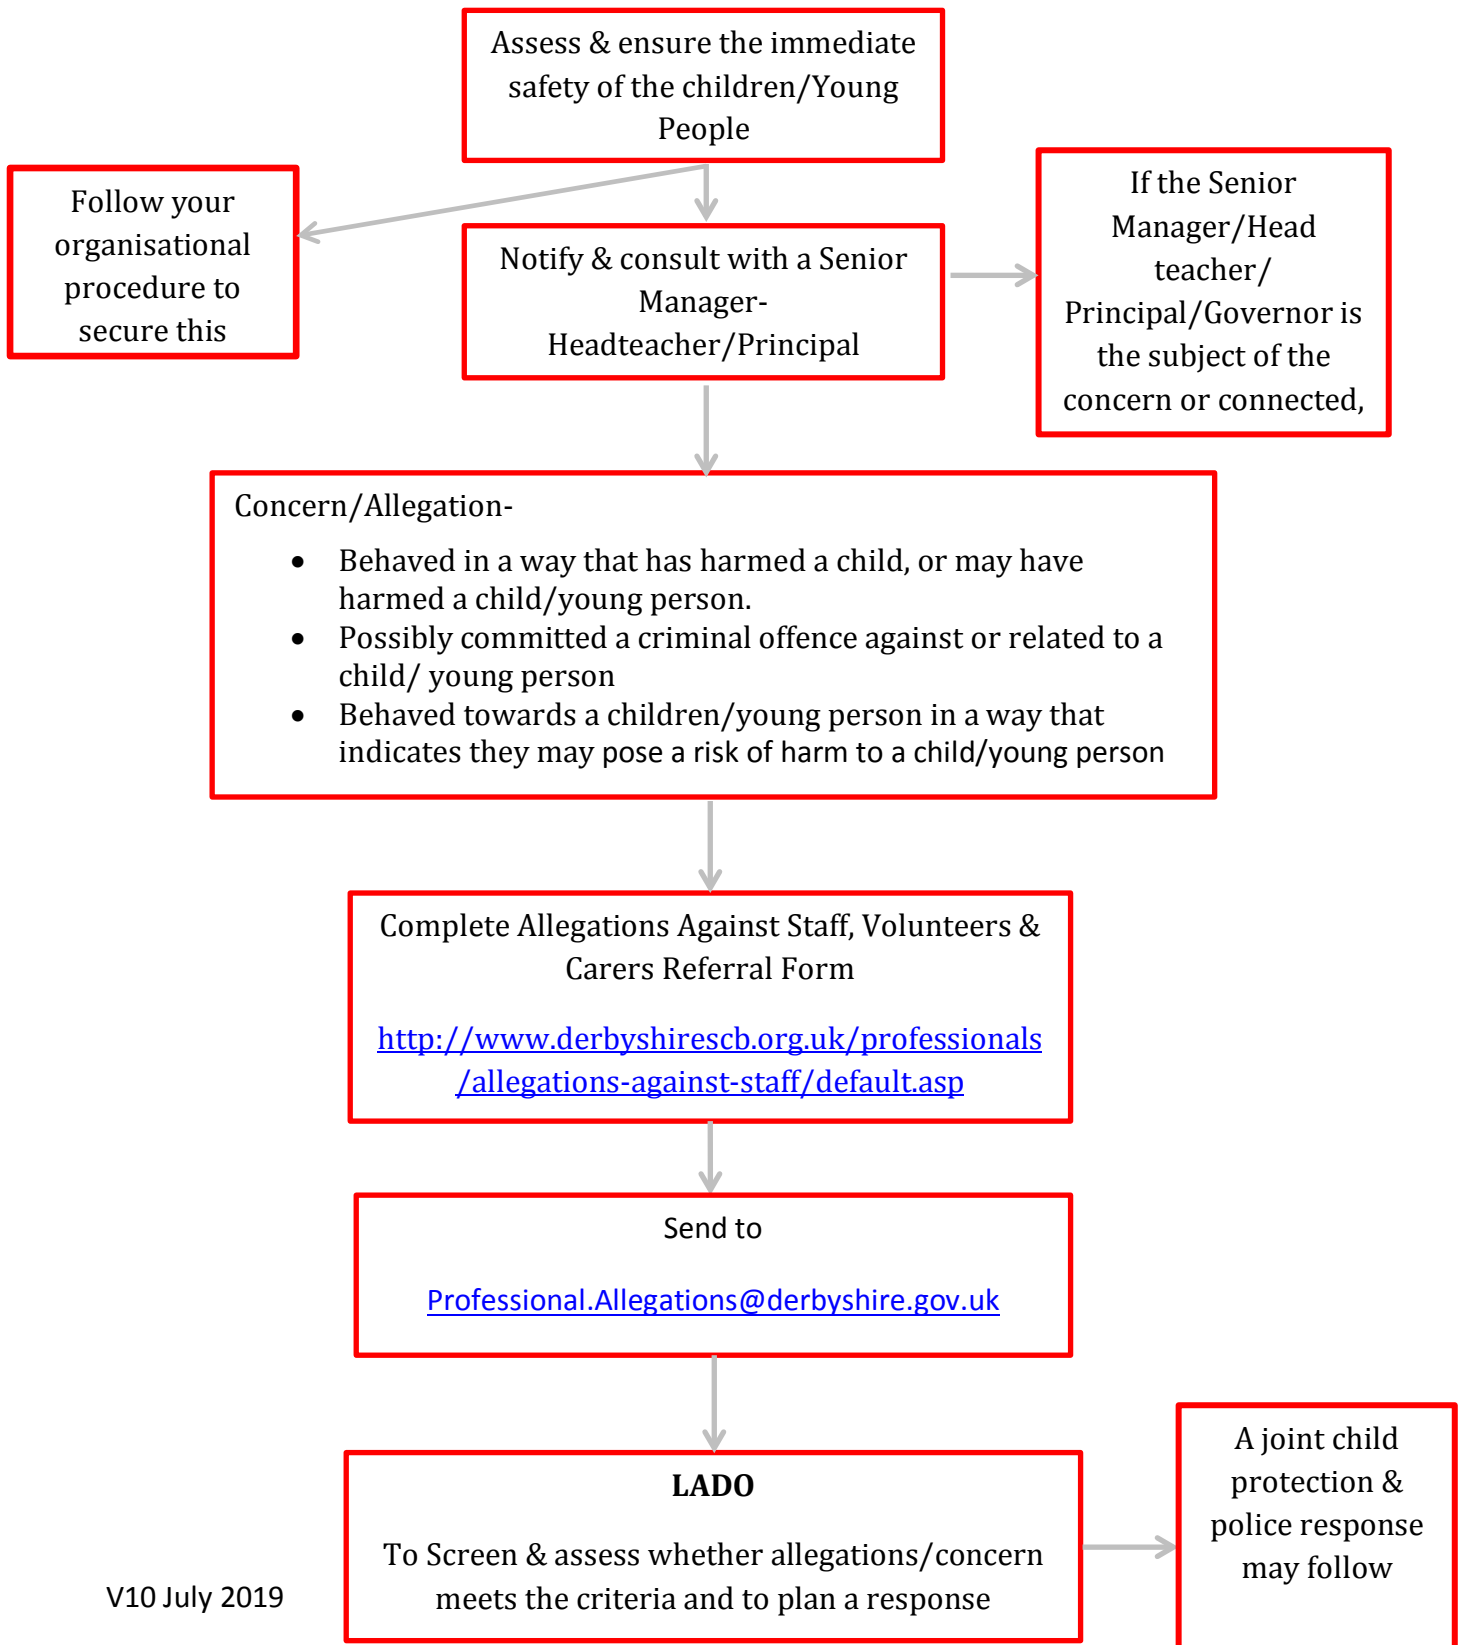 Assess & ensure the immediate
safety of the children/Young
People
Follow your
organisational
procedure to
secure this
Notify & consult with a Senior
Manager-
Headteacher/Principal
If the Senior
Manager/Head
teacher/
Principal/Governor is
the subject of the
concern or connected,
Concern/Allegation-
• Behaved in a way that has harmed a child, or may have
harmed a child/young person.
• Possibly committed a criminal offence against or related to a
child/ young person
• Behaved towards a children/young person in a way that
indicates they may pose a risk of harm to a child/young person
Complete Allegations Against Staff, Volunteers &
Carers Referral Form
http://www.derbyshirescb.org.uk/professionals
/allegations-against-staff/default.asp
Send to
Professional.Allegations@derbyshire.gov.uk
LADO
To Screen & assess whether allegations/concern
meets the criteria and to plan a response
A joint child
protection &
police response
may follow
V10 July 2019